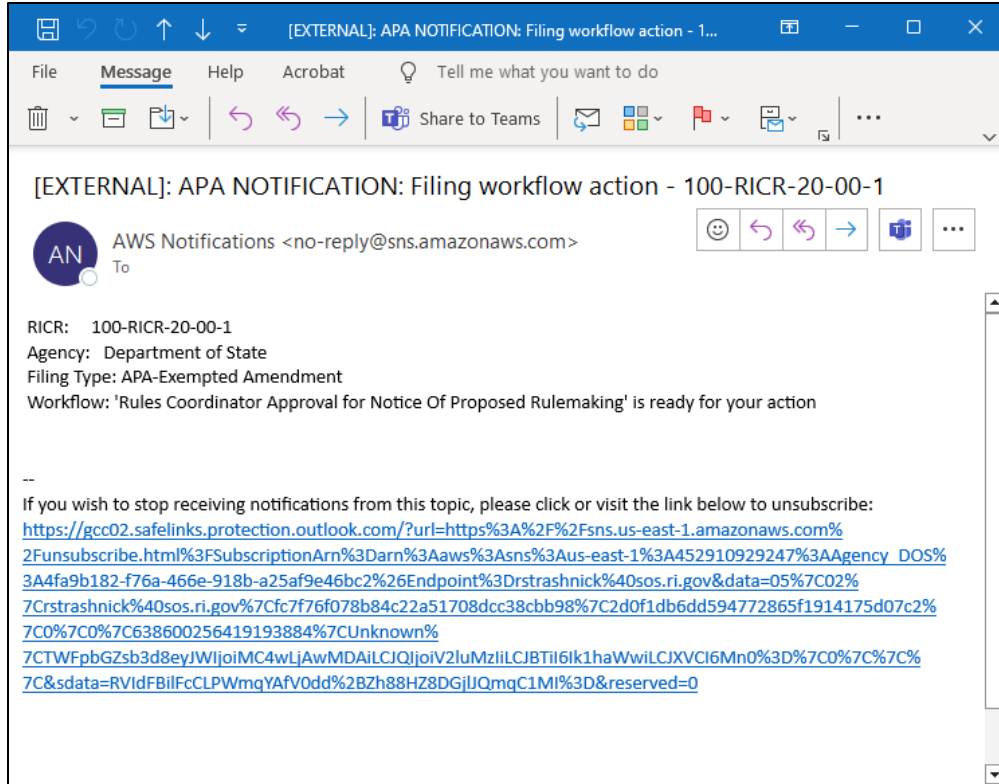 [EXTERNAL]: APA NOTIFICATION: Filing workflow action - 1...
File Message Help Acrobat Tell me what you want to do
Share to Teams
[EXTERNAL]: APA NOTIFICATION: Filing workflow action - 100-RICR-20-00-1
AN
AWS Notifications <no-reply@sns.amazonaws.com>
To
RICR: 100-RICR-20-00-1
Agency: Department of State
Filing Type: APA-Exempted Amendment
Workflow: 'Rules Coordinator Approval for Notice Of Proposed Rulemaking' is ready for your action
--
If you wish to stop receiving notifications from this topic, please click or visit the link below to unsubscribe:
https://gcc02.safelinks.protection.outlook.com/?url=https%3A%2F%2Fsns.us-east-1.amazonaws.com%
2Funsubscribe.html%3FSubscriptionArn%3Darn%3Aaws%3Asns%3Aus-east-1%3A452910929247%3AAgency_DOS%
3A4fa9b182-f76a-466e-918b-a25af9e46bc2%26Endpoint%3Drstrashnick%40sos.ri.gov&data=05%7C02%
7Crstrashnick%40sos.ri.gov%7Cfc7f76f078b84c22a51708dcc38cbb98%7C2d0f1db6dd594772865f1914175d07c2%
7C0%7C0%7C638600256419193884%7CUnknown%
7CTWFpbGZsb3d8eyJWIjoiMC4wLjAwMDAiLCJQIjoiV2luMzIiLCJBTiI6Ik1haWwiLCJXVCI6Mn0%3D%7C0%7C%7C%
7C&sdata=RVIdFBilFcCLPWmqYAfV0dd%2BZh88HZ8DGjlJQmqC1MI%3D&reserved=0